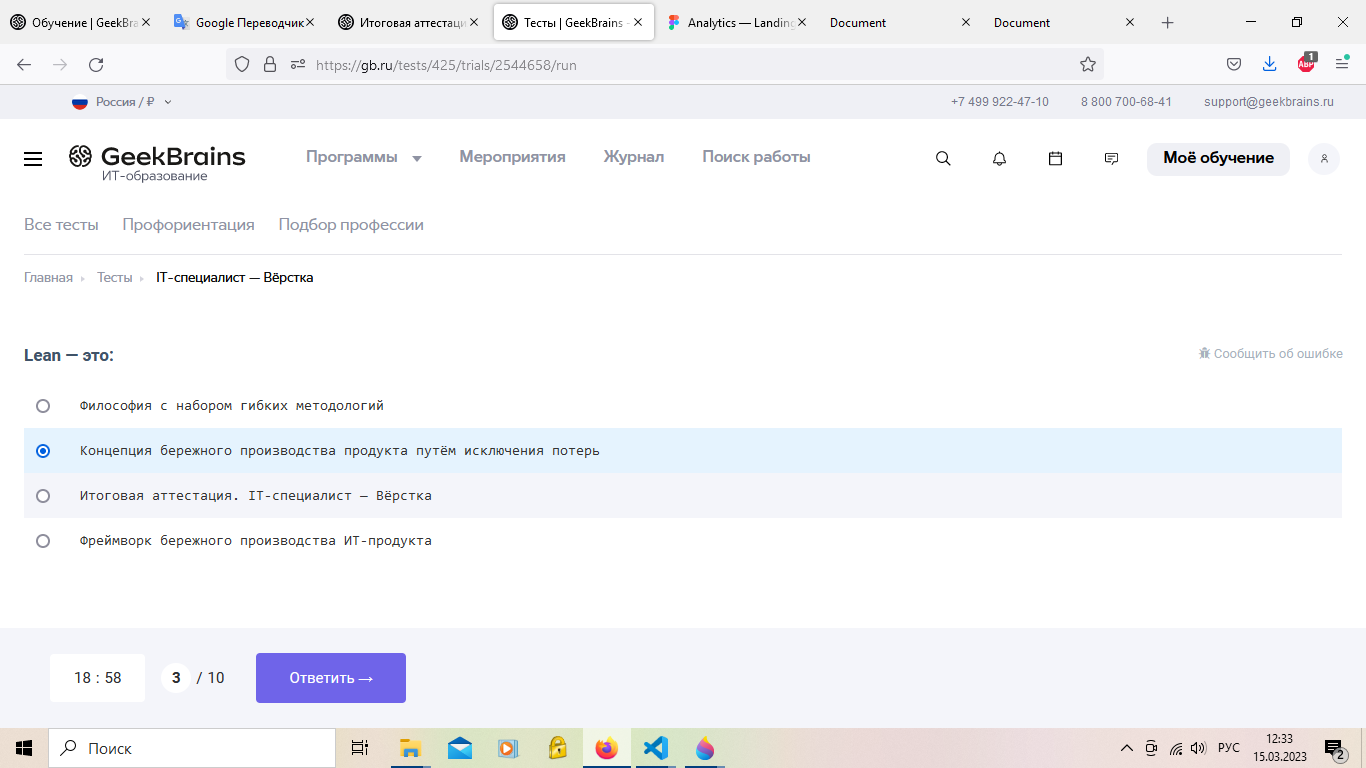 Обучение | GeekBra
Google Переводчик
Итоговая аттестаци
Тесты | GeekBrains -
Analytics — Landing
Document
Document
https://gb.ru/tests/425/trials/2544658/run
ABP
1
Россия / ₽
+7 499 922-47-10
8 800 700-68-41
support@geekbrains.ru
GeekBrains
ИТ-образование
Программы
Мероприятия
Журнал
Поиск работы
Моё обучение
Все тесты
Профориентация
Подбор профессии
Главная
Тесты
IT-специалист — Вёрстка
Lean — это:
Сообщить об ошибке
Философия с набором гибких методологий
Концепция бережного производства продукта путём исключения потерь
Итоговая аттестация. IT-специалист — Вёрстка
Фреймворк бережного производства ИТ-продукта
18 : 58
3 / 10
Ответить →
Поиск
РУС
12:33
15.03.2023
2